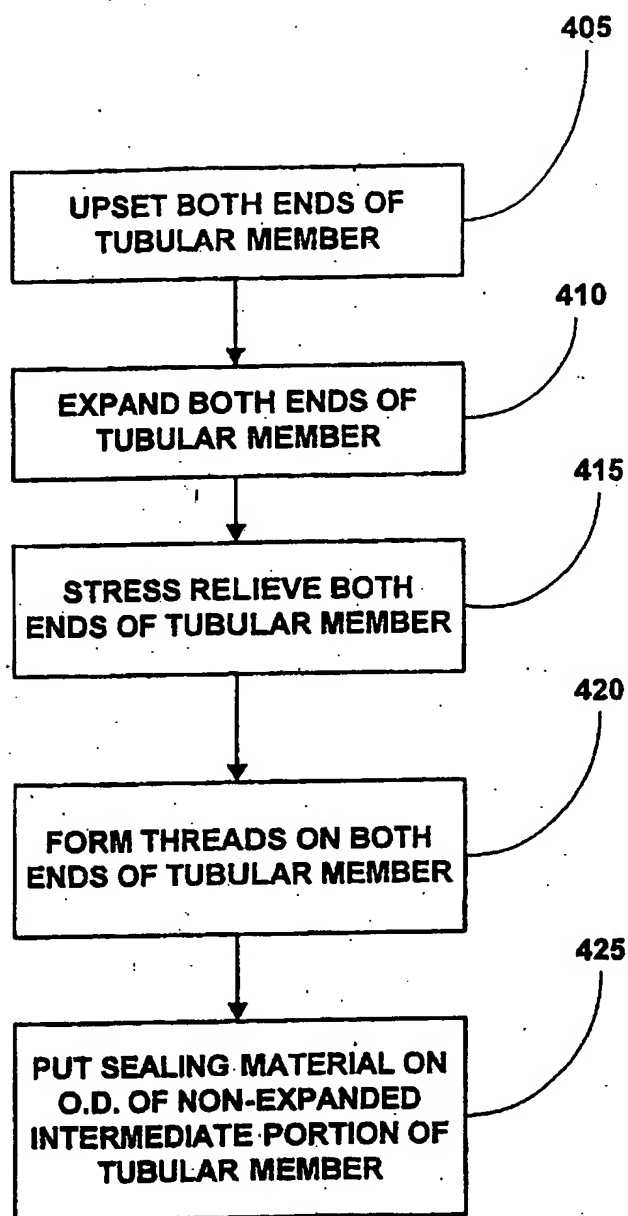 405
UPSET BOTH ENDS OF
TUBULAR MEMBER
410
EXPAND BOTH ENDS OF
TUBULAR MEMBER
415
STRESS RELIEVE BOTH
ENDS OF TUBULAR MEMBER
420
FORM THREADS ON BOTH
ENDS OF TUBULAR MEMBER
425
PUT SEALING MATERIAL ON
O.D. OF NON-EXPANDED
INTERMEDIATE PORTION OF
TUBULAR MEMBER